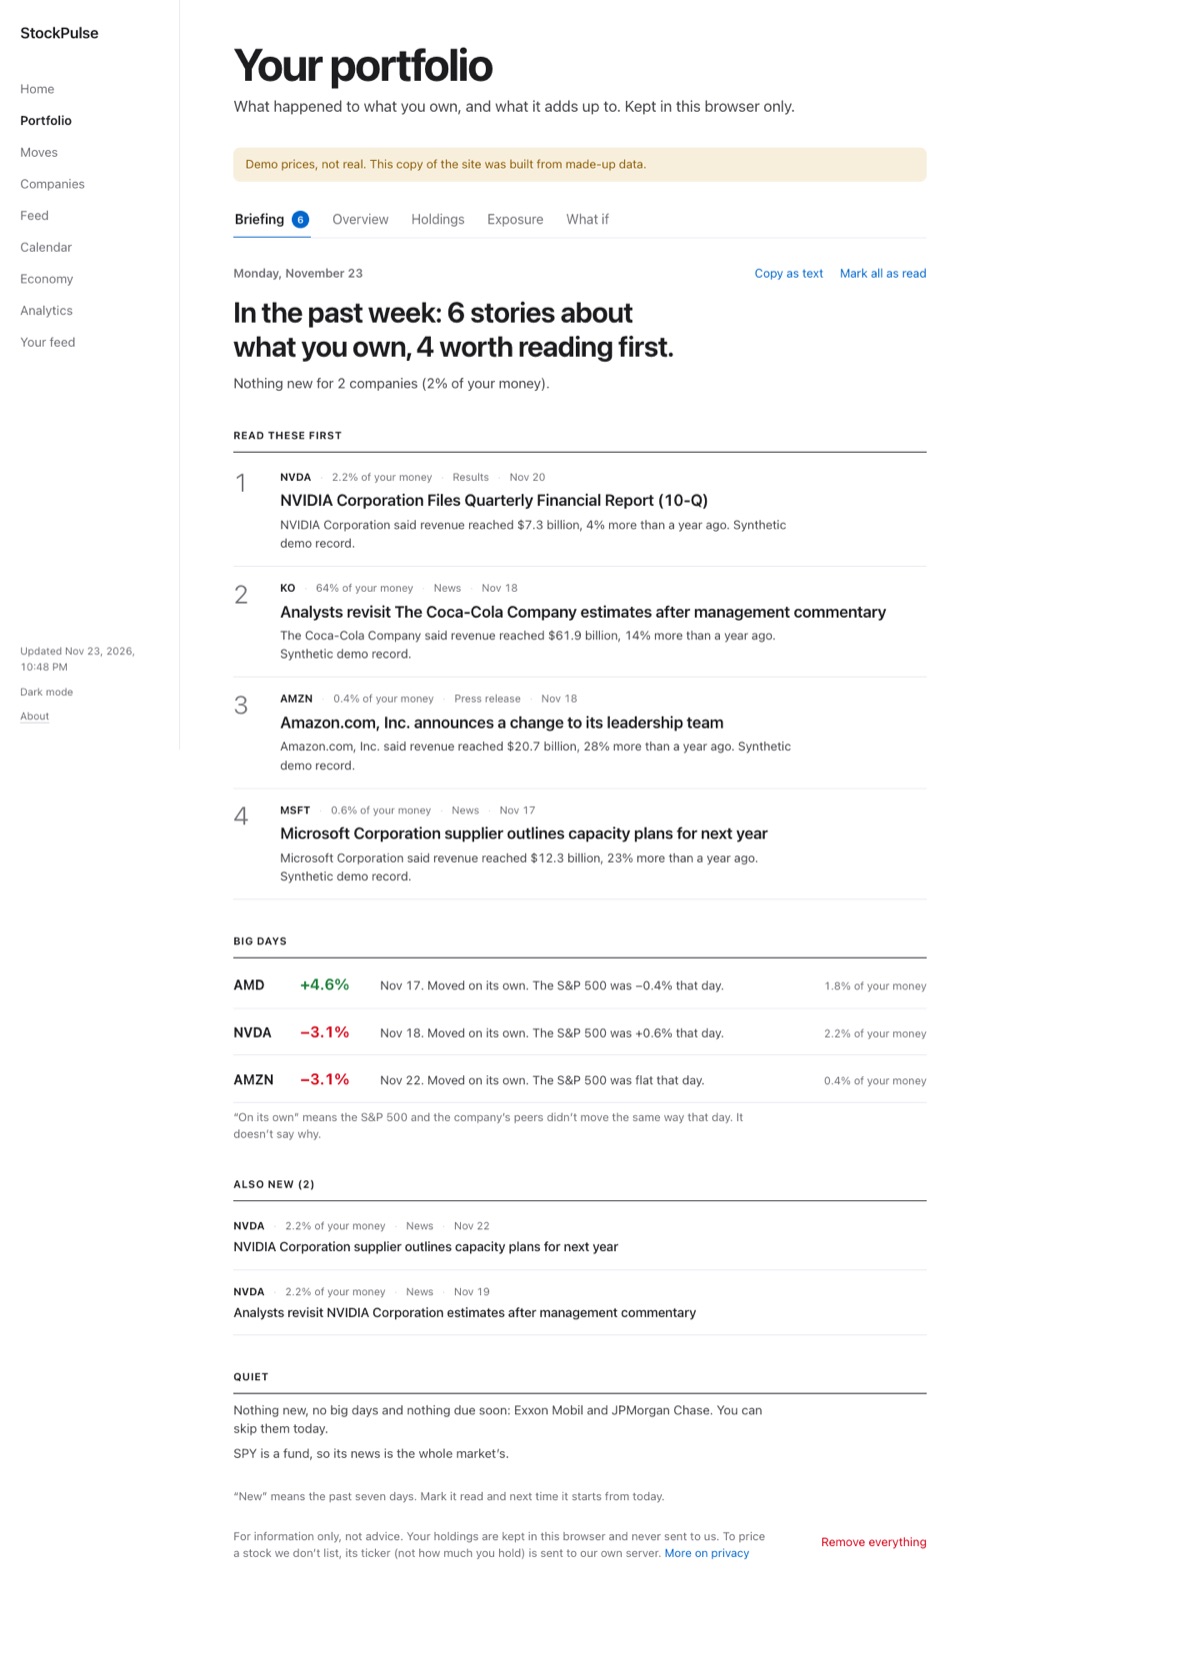 StockPulse
Home
Portfolio
Moves
Companies
Feed
Calendar
Economy
Analytics
Your feed
Updated Nov 23, 2026,
10:48 PM
Dark mode
About
Your portfolio
What happened to what you own, and what it adds up to. Kept in this browser only.
Demo prices, not real. This copy of the site was built from made-up data.
Briefing 6 Overview Holdings Exposure What if
Monday, November 23 Copy as text Mark all as read
In the past week: 6 stories about
what you own, 4 worth reading first.
Nothing new for 2 companies (2% of your money).
READ THESE FIRST
1 NVDA · 2.2% of your money · Results · Nov 20
NVIDIA Corporation Files Quarterly Financial Report (10-Q)
NVIDIA Corporation said revenue reached $7.3 billion, 4% more than a year ago. Synthetic
demo record.
2 KO · 64% of your money · News · Nov 18
Analysts revisit The Coca-Cola Company estimates after management commentary
The Coca-Cola Company said revenue reached $61.9 billion, 14% more than a year ago.
Synthetic demo record.
3 AMZN · 0.4% of your money · Press release · Nov 18
Amazon.com, Inc. announces a change to its leadership team
Amazon.com, Inc. said revenue reached $20.7 billion, 28% more than a year ago. Synthetic
demo record.
4 MSFT · 0.6% of your money · News · Nov 17
Microsoft Corporation supplier outlines capacity plans for next year
Microsoft Corporation said revenue reached $12.3 billion, 23% more than a year ago.
Synthetic demo record.
BIG DAYS
AMD +4.6% Nov 17. Moved on its own. The S&P 500 was −0.4% that day. 1.8% of your money
NVDA −3.1% Nov 18. Moved on its own. The S&P 500 was +0.6% that day. 2.2% of your money
AMZN −3.1% Nov 22. Moved on its own. The S&P 500 was flat that day. 0.4% of your money
“On its own” means the S&P 500 and the company’s peers didn’t move the same way that day. It
doesn’t say why.
ALSO NEW (2)
NVDA · 2.2% of your money · News · Nov 22
NVIDIA Corporation supplier outlines capacity plans for next year
NVDA · 2.2% of your money · News · Nov 19
Analysts revisit NVIDIA Corporation estimates after management commentary
QUIET
Nothing new, no big days and nothing due soon: Exxon Mobil and JPMorgan Chase. You can
skip them today.
SPY is a fund, so its news is the whole market’s.
“New” means the past seven days. Mark it read and next time it starts from today.
For information only, not advice. Your holdings are kept in this browser and never sent to us. To price
a stock we don’t list, its ticker (not how much you hold) is sent to our own server. More on privacy
Remove everything